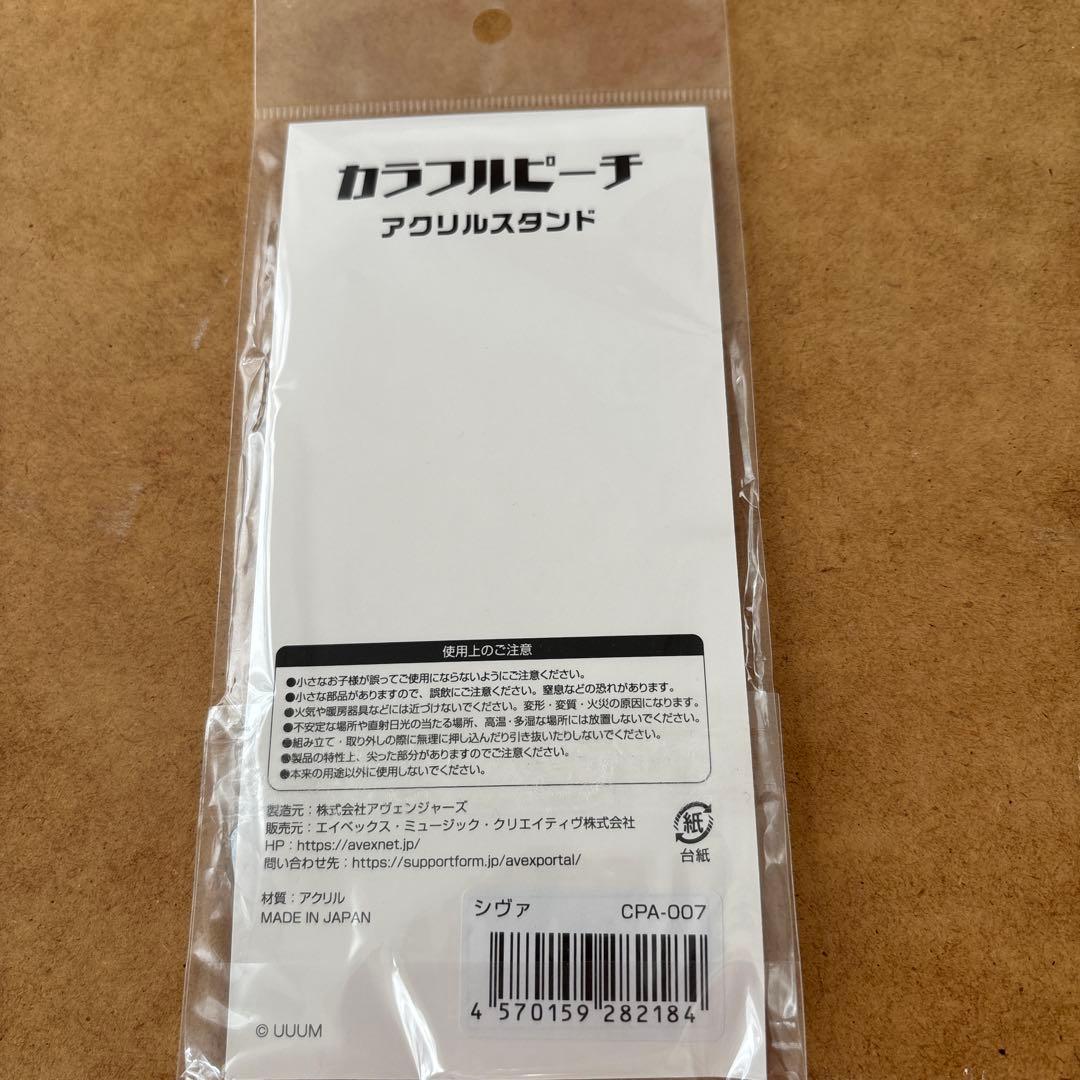 カラフルピーチ
アクリルスタンド
使用上のご注意
●小さなお子様が誤ってご使用にならないようにご注意ください。
●小さな部品がありますので、誤飲にご注意ください。窒息などの恐れがあります。
●火気や暖房器具などには近づけないでください。変形・変質・火災の原因になります。
●不安定な場所や直射日光の当たる場所、高温・多湿な場所には放置しないでください。
●組み立て・取り外しの際に無理に押し込んだり引き抜いたりしないでください。
●製品の特性上、尖った部分がありますのでご注意ください。
●本来の用途以外に使用しないでください。
製造元：株式会社アヴェンジャーズ
販売元：エイベックス・ミュージック・クリエイティヴ株式会社
HP：https://avexnet.jp/
問い合わせ先：https://supportform.jp/avexportal/
紙
台紙
材質：アクリル
MADE IN JAPAN
シヴァ CPA-007
4 570159 282184
© UUUM